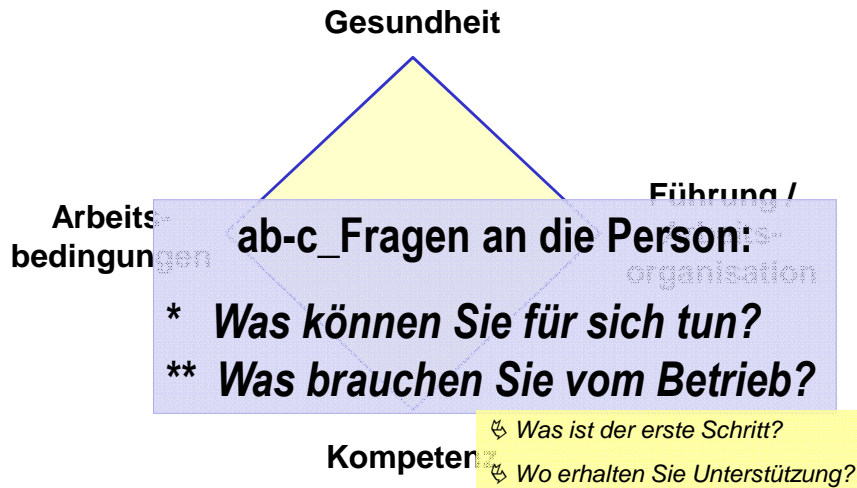 Gesundheit
Führung /
Arbeits-
bedingungen
Arbeits-
organisation
ab-c_Fragen an die Person:
* Was können Sie für sich tun?
** Was brauchen Sie vom Betrieb?
Kompetenz
Was ist der erste Schritt?
Wo erhalten Sie Unterstützung?